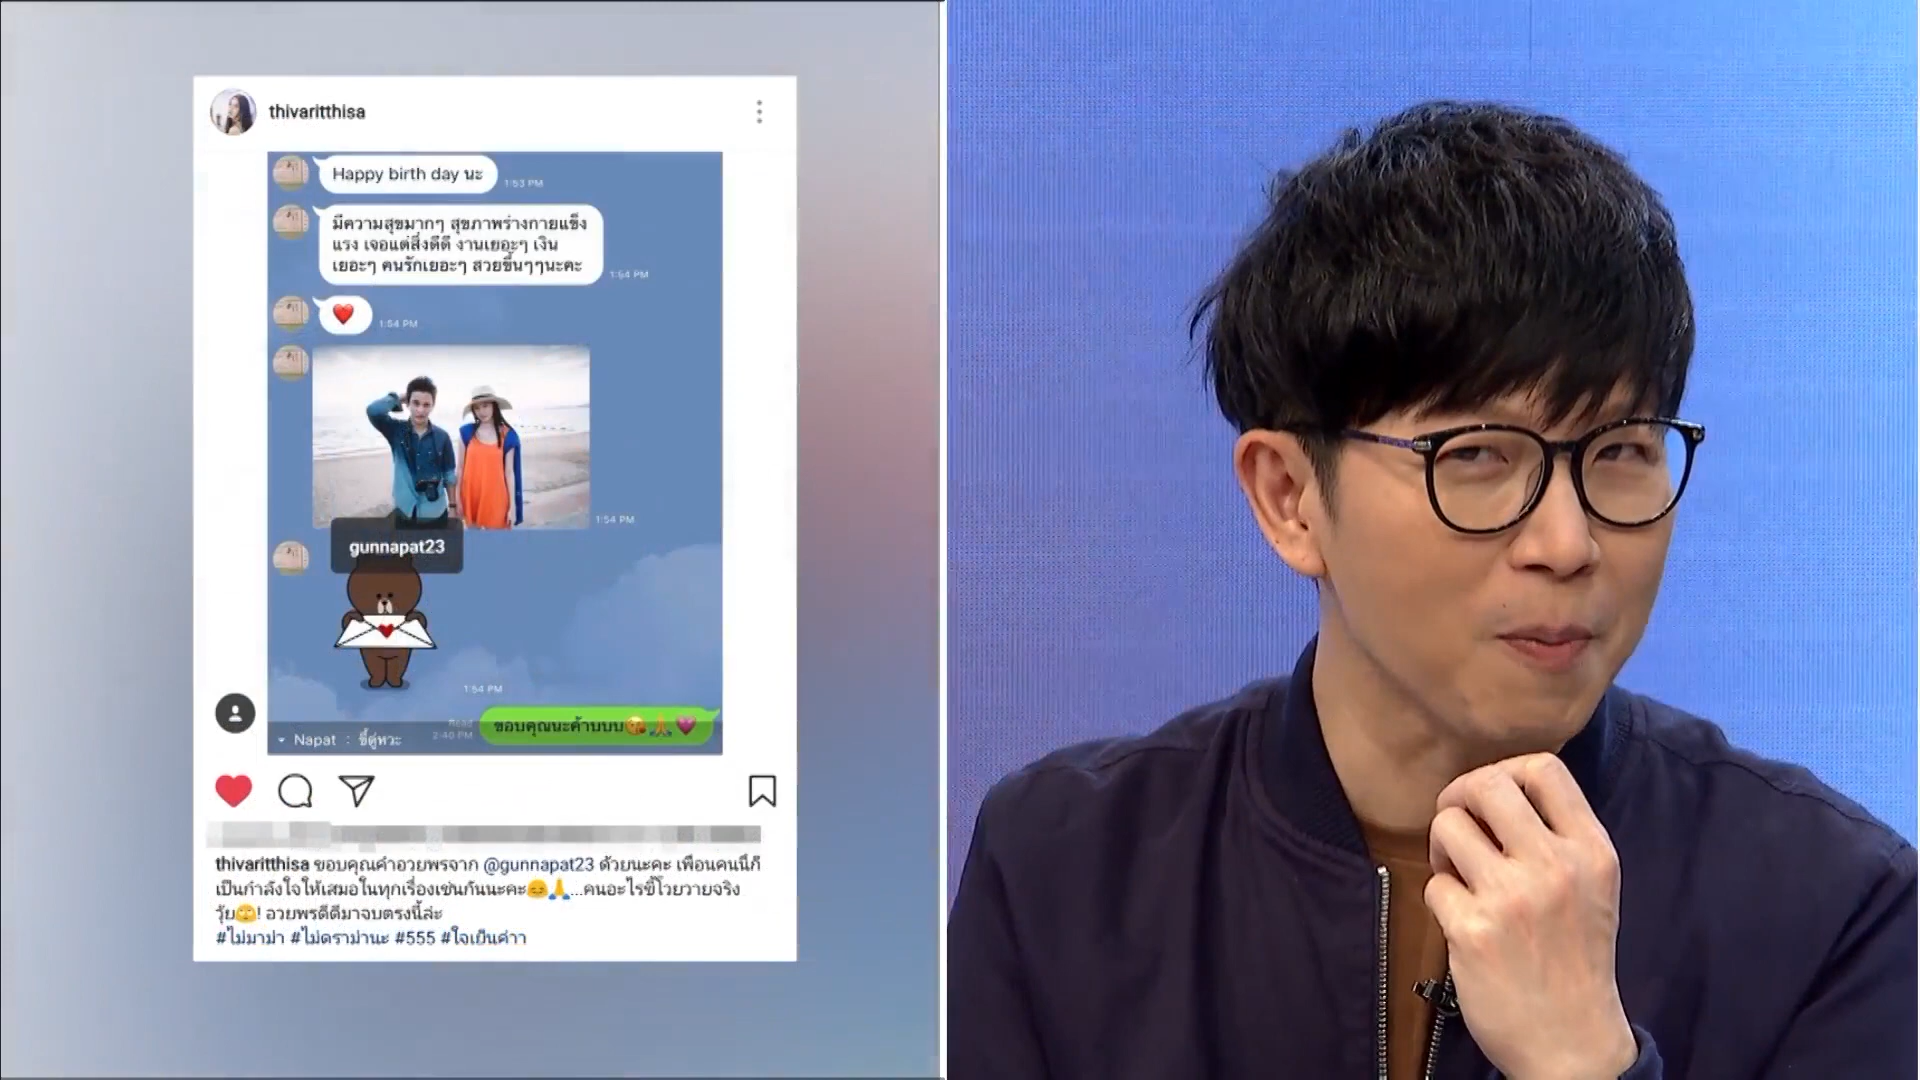 thivaritthisa
Happy birth day นะ
1:53 PM
มีความสุขมากๆ สุขภาพร่างกายแข็ง
แรง เจอแต่สิ่งดีดี งานเยอะๆ เงิน
เยอะๆ คนรักเยอะๆ สวยขึ้นๆๆนะคะ
1:54 PM
❤️
1:54 PM
1:54 PM
gunnapat23
1:54 PM
Read
2:40 PM
ขอบคุณนะค้าบบบ😘🙏💗
Napat : ขี้ตู่หวะ
thivaritthisa ขอบคุณคำอวยพรจาก @gunnapat23 ด้วยนะคะ เพื่อนคนนี้ก็
เป็นกำลังใจให้เสมอในทุกเรื่องเช่นกันนะคะ😊🙏...คนอะไรขี้โวยวายจริง
วุ้ย🙄! อวยพรดีดีมาจบตรงนี้ล่ะ
#ไม่มาม่า #ไม่ดราม่านะ #555 #ใจเย็นค่าา